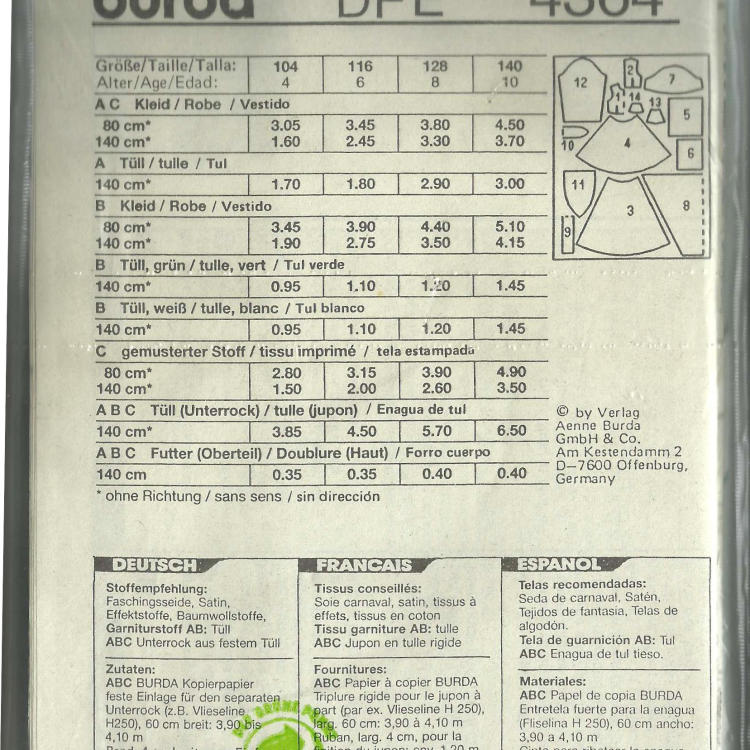 burda DFE 4364
Größe/Taille/Talla: 104 116 128 140
Alter/Age/Edad: 4 6 8 10
A C Kleid / Robe / Vestido
80 cm* 3.05 3.45 3.80 4.50
140 cm* 1.60 2.45 3.30 3.70
A Tüll / tulle / Tul
140 cm* 1.70 1.80 2.90 3.00
B Kleid / Robe / Vestido
80 cm* 3.45 3.90 4.40 5.10
140 cm* 1.90 2.75 3.50 4.15
B Tüll, grün / tulle, vert / Tul verde
140 cm* 0.95 1.10 1.20 1.45
B Tüll, weiß / tulle, blanc / Tul blanco
140 cm* 0.95 1.10 1.20 1.45
C gemusterter Stoff / tissu imprimé / tela estampada
80 cm* 2.80 3.15 3.90 4.90
140 cm* 1.50 2.00 2.60 3.50
A B C Tüll (Unterrock) / tulle (jupon) / Enagua de tul
140 cm* 3.85 4.50 5.70 6.50
A B C Futter (Oberteil) / Doublure (Haut) / Forro cuerpo
140 cm 0.35 0.35 0.40 0.40
* ohne Richtung / sans sens / sin dirección
12 2 7
1 14 13 5
10 4 6
11 3 8
9
© by Verlag
Aenne Burda
GmbH & Co.
Am Kestendamm 2
D–7600 Offenburg,
Germany
DEUTSCH
Stoffempfehlung:
Faschingsseide, Satin,
Effektstoffe, Baumwollstoffe,
Garniturstoff AB: Tüll
ABC Unterrock aus festem Tüll
Zutaten:
ABC BURDA Kopierpapier
feste Einlage für den separaten
Unterrock (z.B. Vlieseline
H250), 60 cm breit: 3,90 bis
4,10 m
FRANCAIS
Tissus conseillés:
Soie carnaval, satin, tissus à
effets, tissus en coton
Tissu garniture AB: tulle
ABC Jupon en tulle rigide
Fournitures:
ABC Papier à copier BURDA
Triplure rigide pour le jupon à
part (par ex. Vlieseline H 250),
larg. 60 cm: 3,90 à 4,10 m
Ruban, larg. 4 cm, pour la
ESPAÑOL
Telas recomendadas:
Seda de carnaval, Satén,
Tejidos de fantasía, Telas de
algodón.
Tela de guarnición AB: Tul
ABC Enagua de tul tieso.
Materiales:
ABC Papel de copia BURDA
Entretela fuerte para la enagua
(Fliselina H 250), 60 cm ancho:
3,90 a 4,10 m